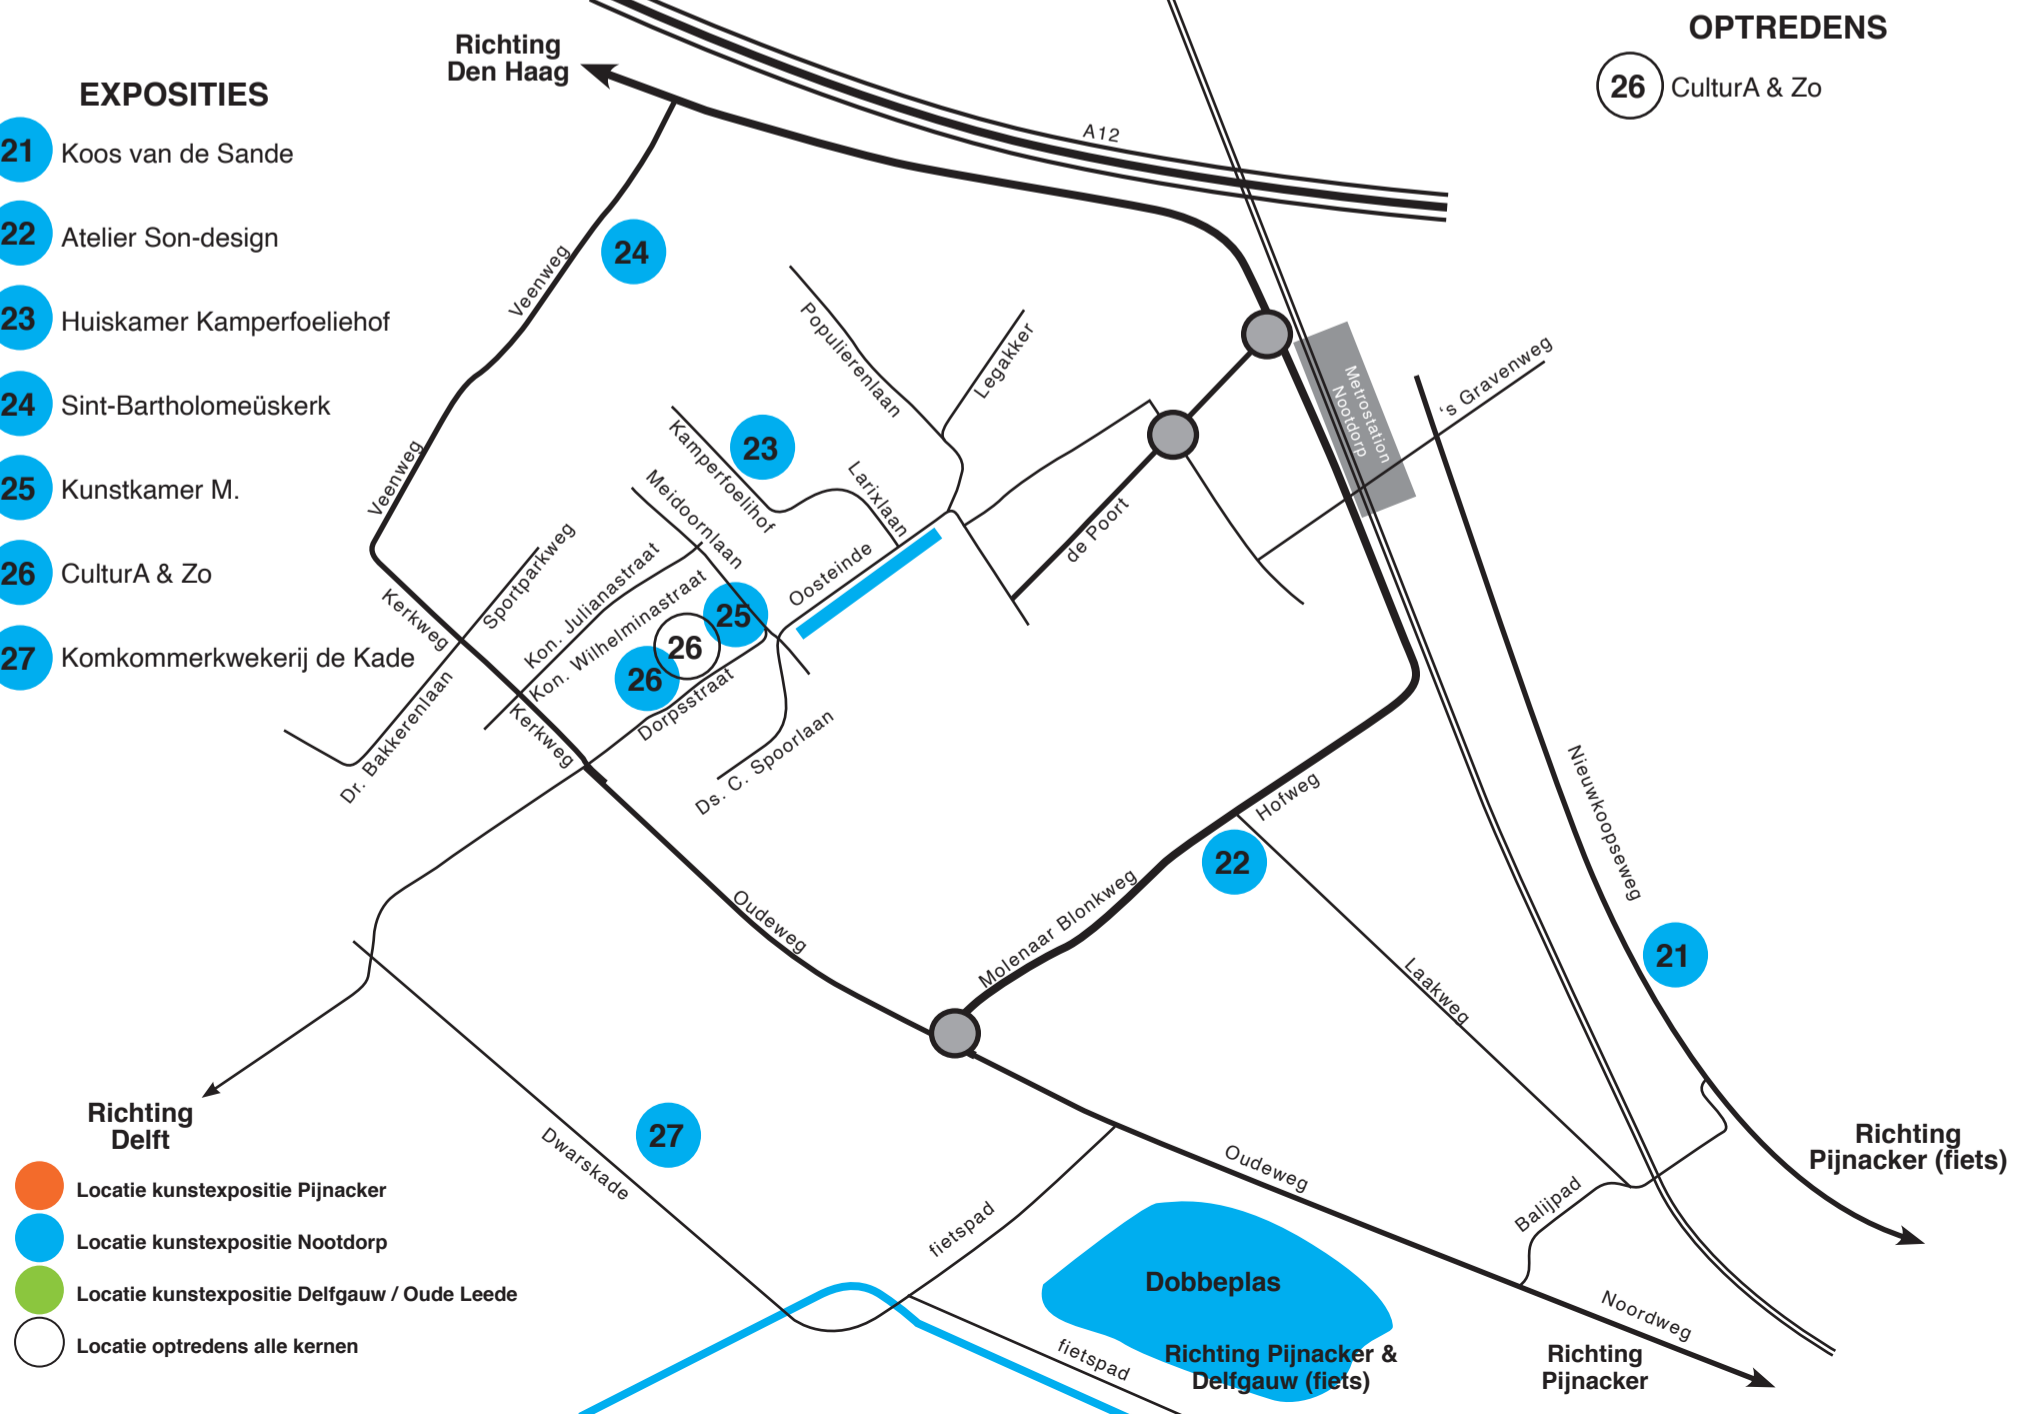 EXPOSITIES
21 Koos van de Sande
22 Atelier Son-design
23 Huiskamer Kamperfoeliehof
24 Sint-Bartholomeüskerk
25 Kunstkamer M.
26 CulturA & Zo
27 Komkommerkwekerij de Kade
OPTREDENS
26 CulturA & Zo
Richting
Den Haag
A12
Veenweg
24
Populierenlaan
Legakker
Metrostation
Nootdorp
's Gravenweg
Veenweg
Kamperfoelihof
23
Larixlaan
Meidoornlaan
de Poort
Sportparkweg
Kon. Julianastraat
Oosteinde
Kerkweg
Kon. Wilhelminastraat
25
26
26
Dorpsstraat
Kerkweg
Dr. Bakkerenlaan
Ds. C. Spoorlaan
Hofweg
Nieuwkoopseweg
22
Oudeweg
Molenaar Blonkweg
21
Laakweg
Richting
Delft
27
Dwarskade
Richting
Pijnacker (fiets)
Oudeweg
Balijpad
fietspad
Dobbeplas
Noordweg
fietspad
Richting Pijnacker &
Delfgauw (fiets)
Richting
Pijnacker
Locatie kunstexpositie Pijnacker
Locatie kunstexpositie Nootdorp
Locatie kunstexpositie Delfgauw / Oude Leede
Locatie optredens alle kernen